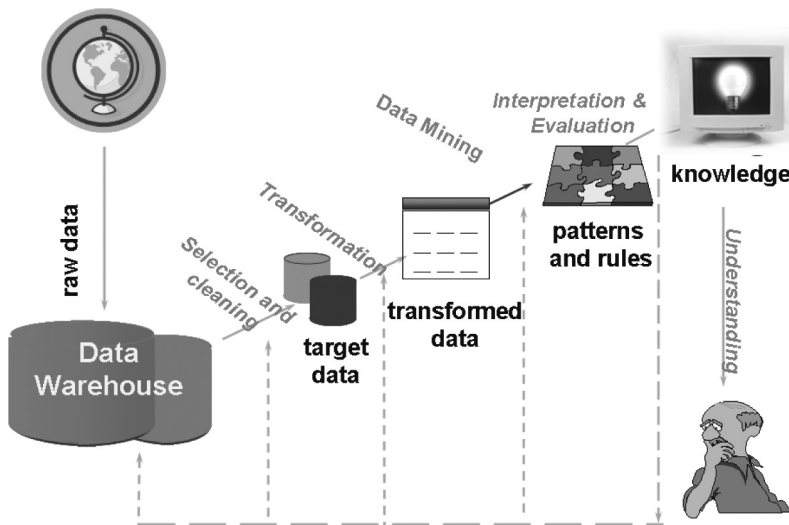 raw data
Data
Warehouse
Selection and
cleaning
target
data
Transformation
transformed
data
Data Mining
patterns
and rules
Interpretation &
Evaluation
knowledge
Understanding